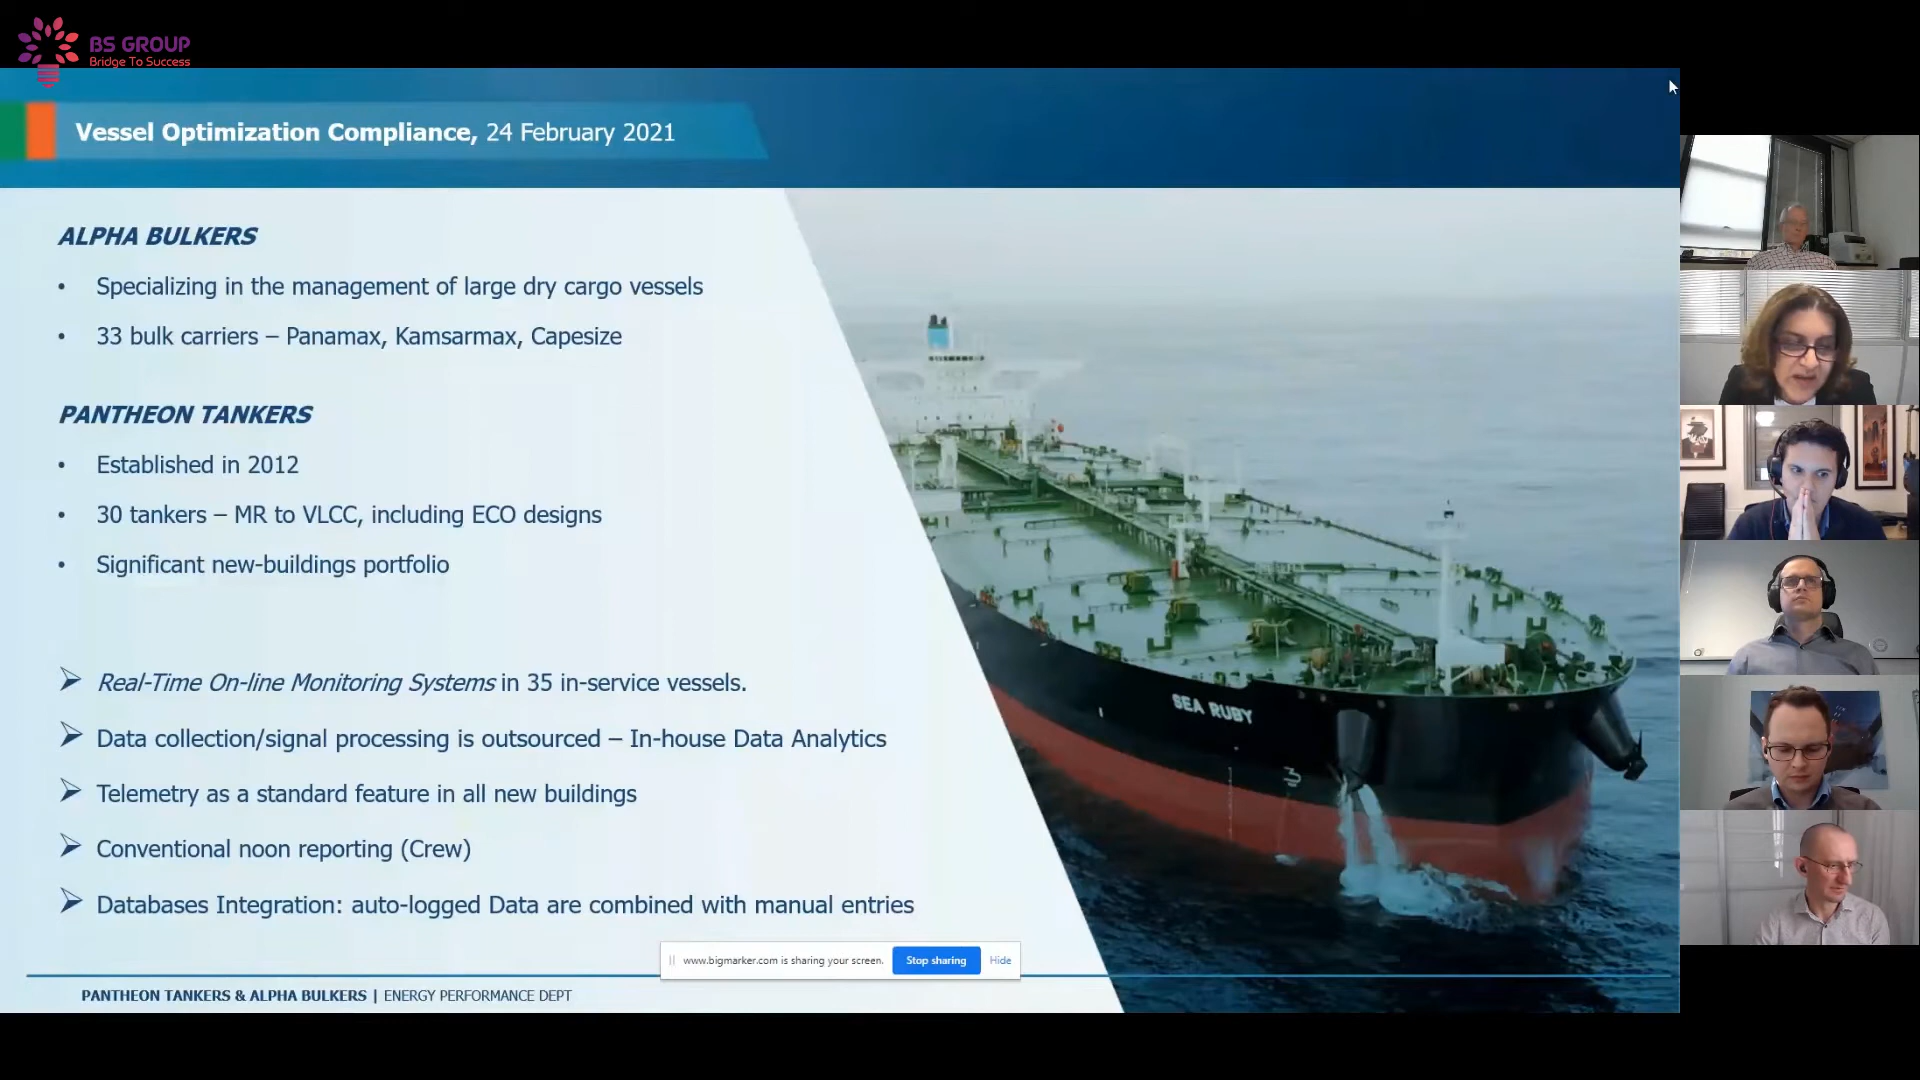 BS GROUP
Bridge To Success
Vessel Optimization Compliance, 24 February 2021
ALPHA BULKERS
• Specializing in the management of large dry cargo vessels
• 33 bulk carriers – Panamax, Kamsarmax, Capesize
PANTHEON TANKERS
• Established in 2012
• 30 tankers – MR to VLCC, including ECO designs
• Significant new-buildings portfolio
➢ Real-Time On-line Monitoring Systems in 35 in-service vessels.
➢ Data collection/signal processing is outsourced – In-house Data Analytics
➢ Telemetry as a standard feature in all new buildings
➢ Conventional noon reporting (Crew)
➢ Databases Integration: auto-logged Data are combined with manual entries
SEA RUBY
www.bigmarker.com is sharing your screen.
Stop sharing
Hide
PANTHEON TANKERS & ALPHA BULKERS | ENERGY PERFORMANCE DEPT